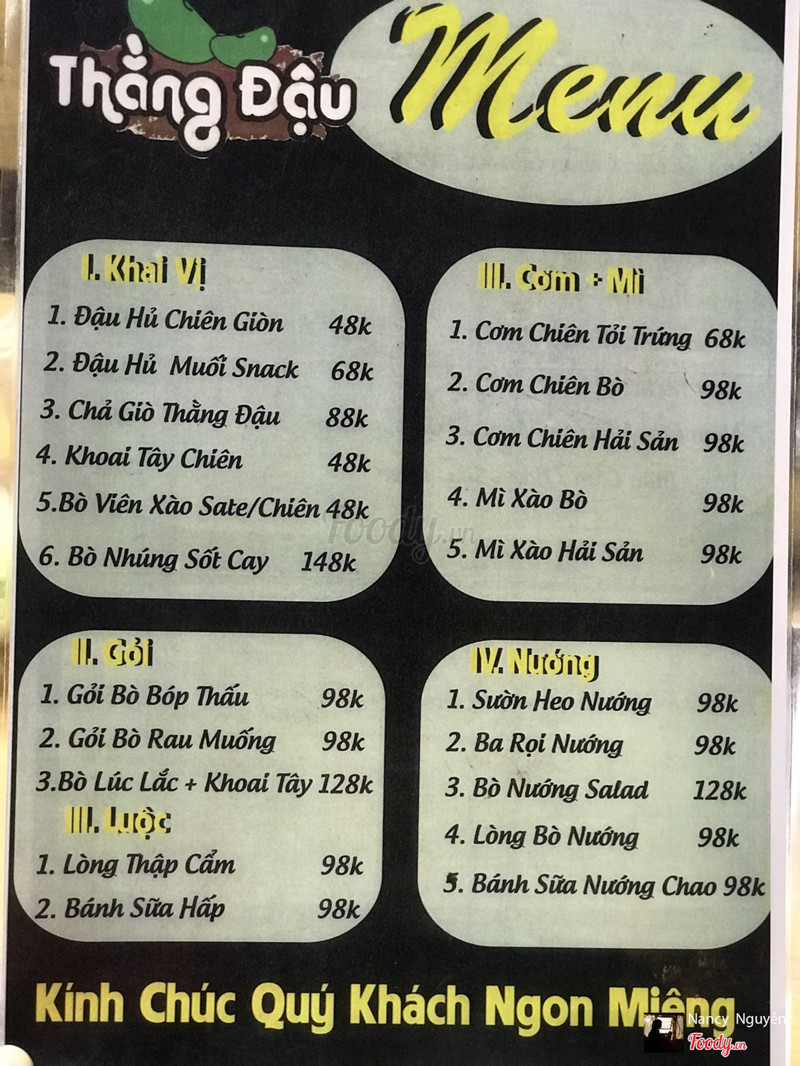 Thằng Đậu
Menu
I. Khai Vị
1. Đậu Hủ Chiên Giòn 48k
2. Đậu Hủ Muối Snack 68k
3. Chả Giò Thằng Đậu 88k
4. Khoai Tây Chiên 48k
5.Bò Viên Xào Sate/Chiên 48k
6. Bò Nhúng Sốt Cay 148k
II. Gỏi
1. Gỏi Bò Bóp Thấu 98k
2. Gỏi Bò Rau Muống 98k
3.Bò Lúc Lắc + Khoai Tây 128k
III. Luộc
1. Lòng Thập Cẩm 98k
2. Bánh Sữa Hấp 98k
III. Cơm + Mì
1. Cơm Chiên Tỏi Trứng 68k
2. Cơm Chiên Bò 98k
3. Cơm Chiên Hải Sản 98k
4. Mì Xào Bò 98k
5. Mì Xào Hải Sản 98k
IV. Nướng
1. Sườn Heo Nướng 98k
2. Ba Rọi Nướng 98k
3. Bò Nướng Salad 128k
4. Lòng Bò Nướng 98k
5. Bánh Sữa Nướng Chao 98k
Kính Chúc Quý Khách Ngon Miệng
Foody.vn
Nancy Nguyễn
Foody.vn